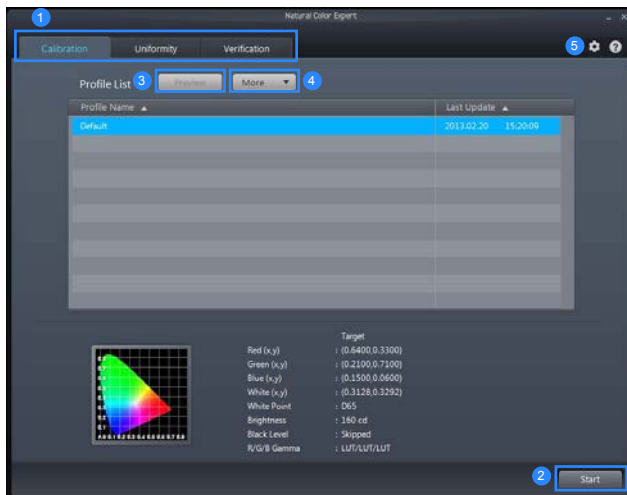 Natural Color Expert
1
Calibration Uniformity Verification
5
Profile List 3 Preview More 4
Profile Name Last Update
Default 2013.02.20 15:20:09
Target
Red (x,y) : (0.6400,0.3300)
Green (x,y) : (0.2100,0.7100)
Blue (x,y) : (0.1500,0.0600)
White (x,y) : (0.3128,0.3292)
White Point : D65
Brightness : 160 cd
Black Level : Skipped
R/G/B Gamma : LUT/LUT/LUT
2 Start